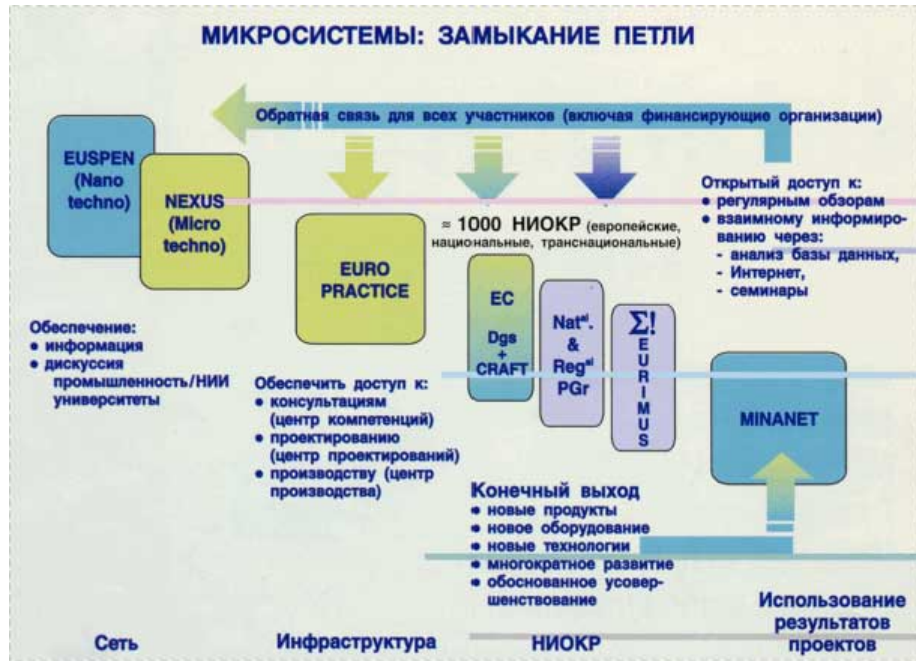 МИКРОСИСТЕМЫ: ЗАМЫКАНИЕ ПЕТЛИ
Обратная связь для всех участников (включая финансирующие организации)
EUSPEN
(Nano
techno)
NEXUS
(Micro
techno)
Обеспечение:
• информация
• дискуссия
промышленность/НИИ
университеты
EURO
PRACTICE
Обеспечить доступ к:
• консультациям
(центр компетенций)
• проектированию
(центр проектирований)
• производству (центр
производства)
≈ 1000 НИОКР (европейские,
национальные, транснациональные)
EC
Dgs
+
CRAFT
Natal.
&
Regal
PGr
Σ!
E
U
R
I
M
U
S
Конечный выход
• новые продукты
• новое оборудование
• новые технологии
• многократное развитие
• обоснованное усовер-
шенствование
Открытый доступ к:
• регулярным обзорам
• взаимному информиро-
ванию через:
- анализ базы данных,
- Интернет,
- семинары
MINANET
Сеть
Инфраструктура
НИОКР
Использование
результатов
проектов